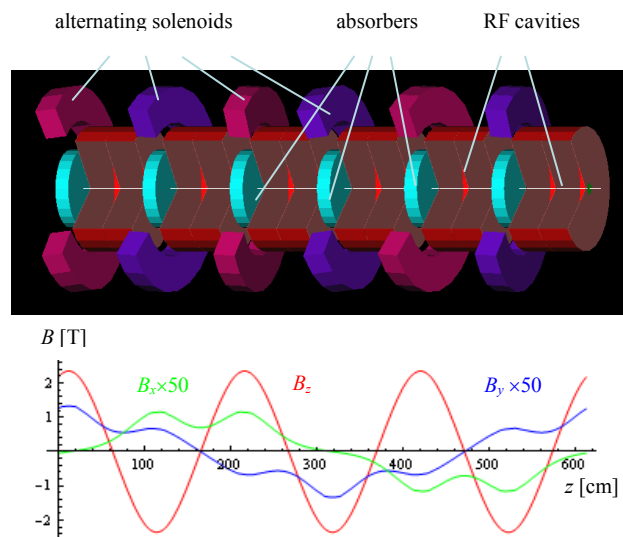 alternating solenoids absorbers RF cavities
B [T]
2
1
-1
-2
Bx×50
Bz
By×50
100 200 300 400 500 600
z [cm]